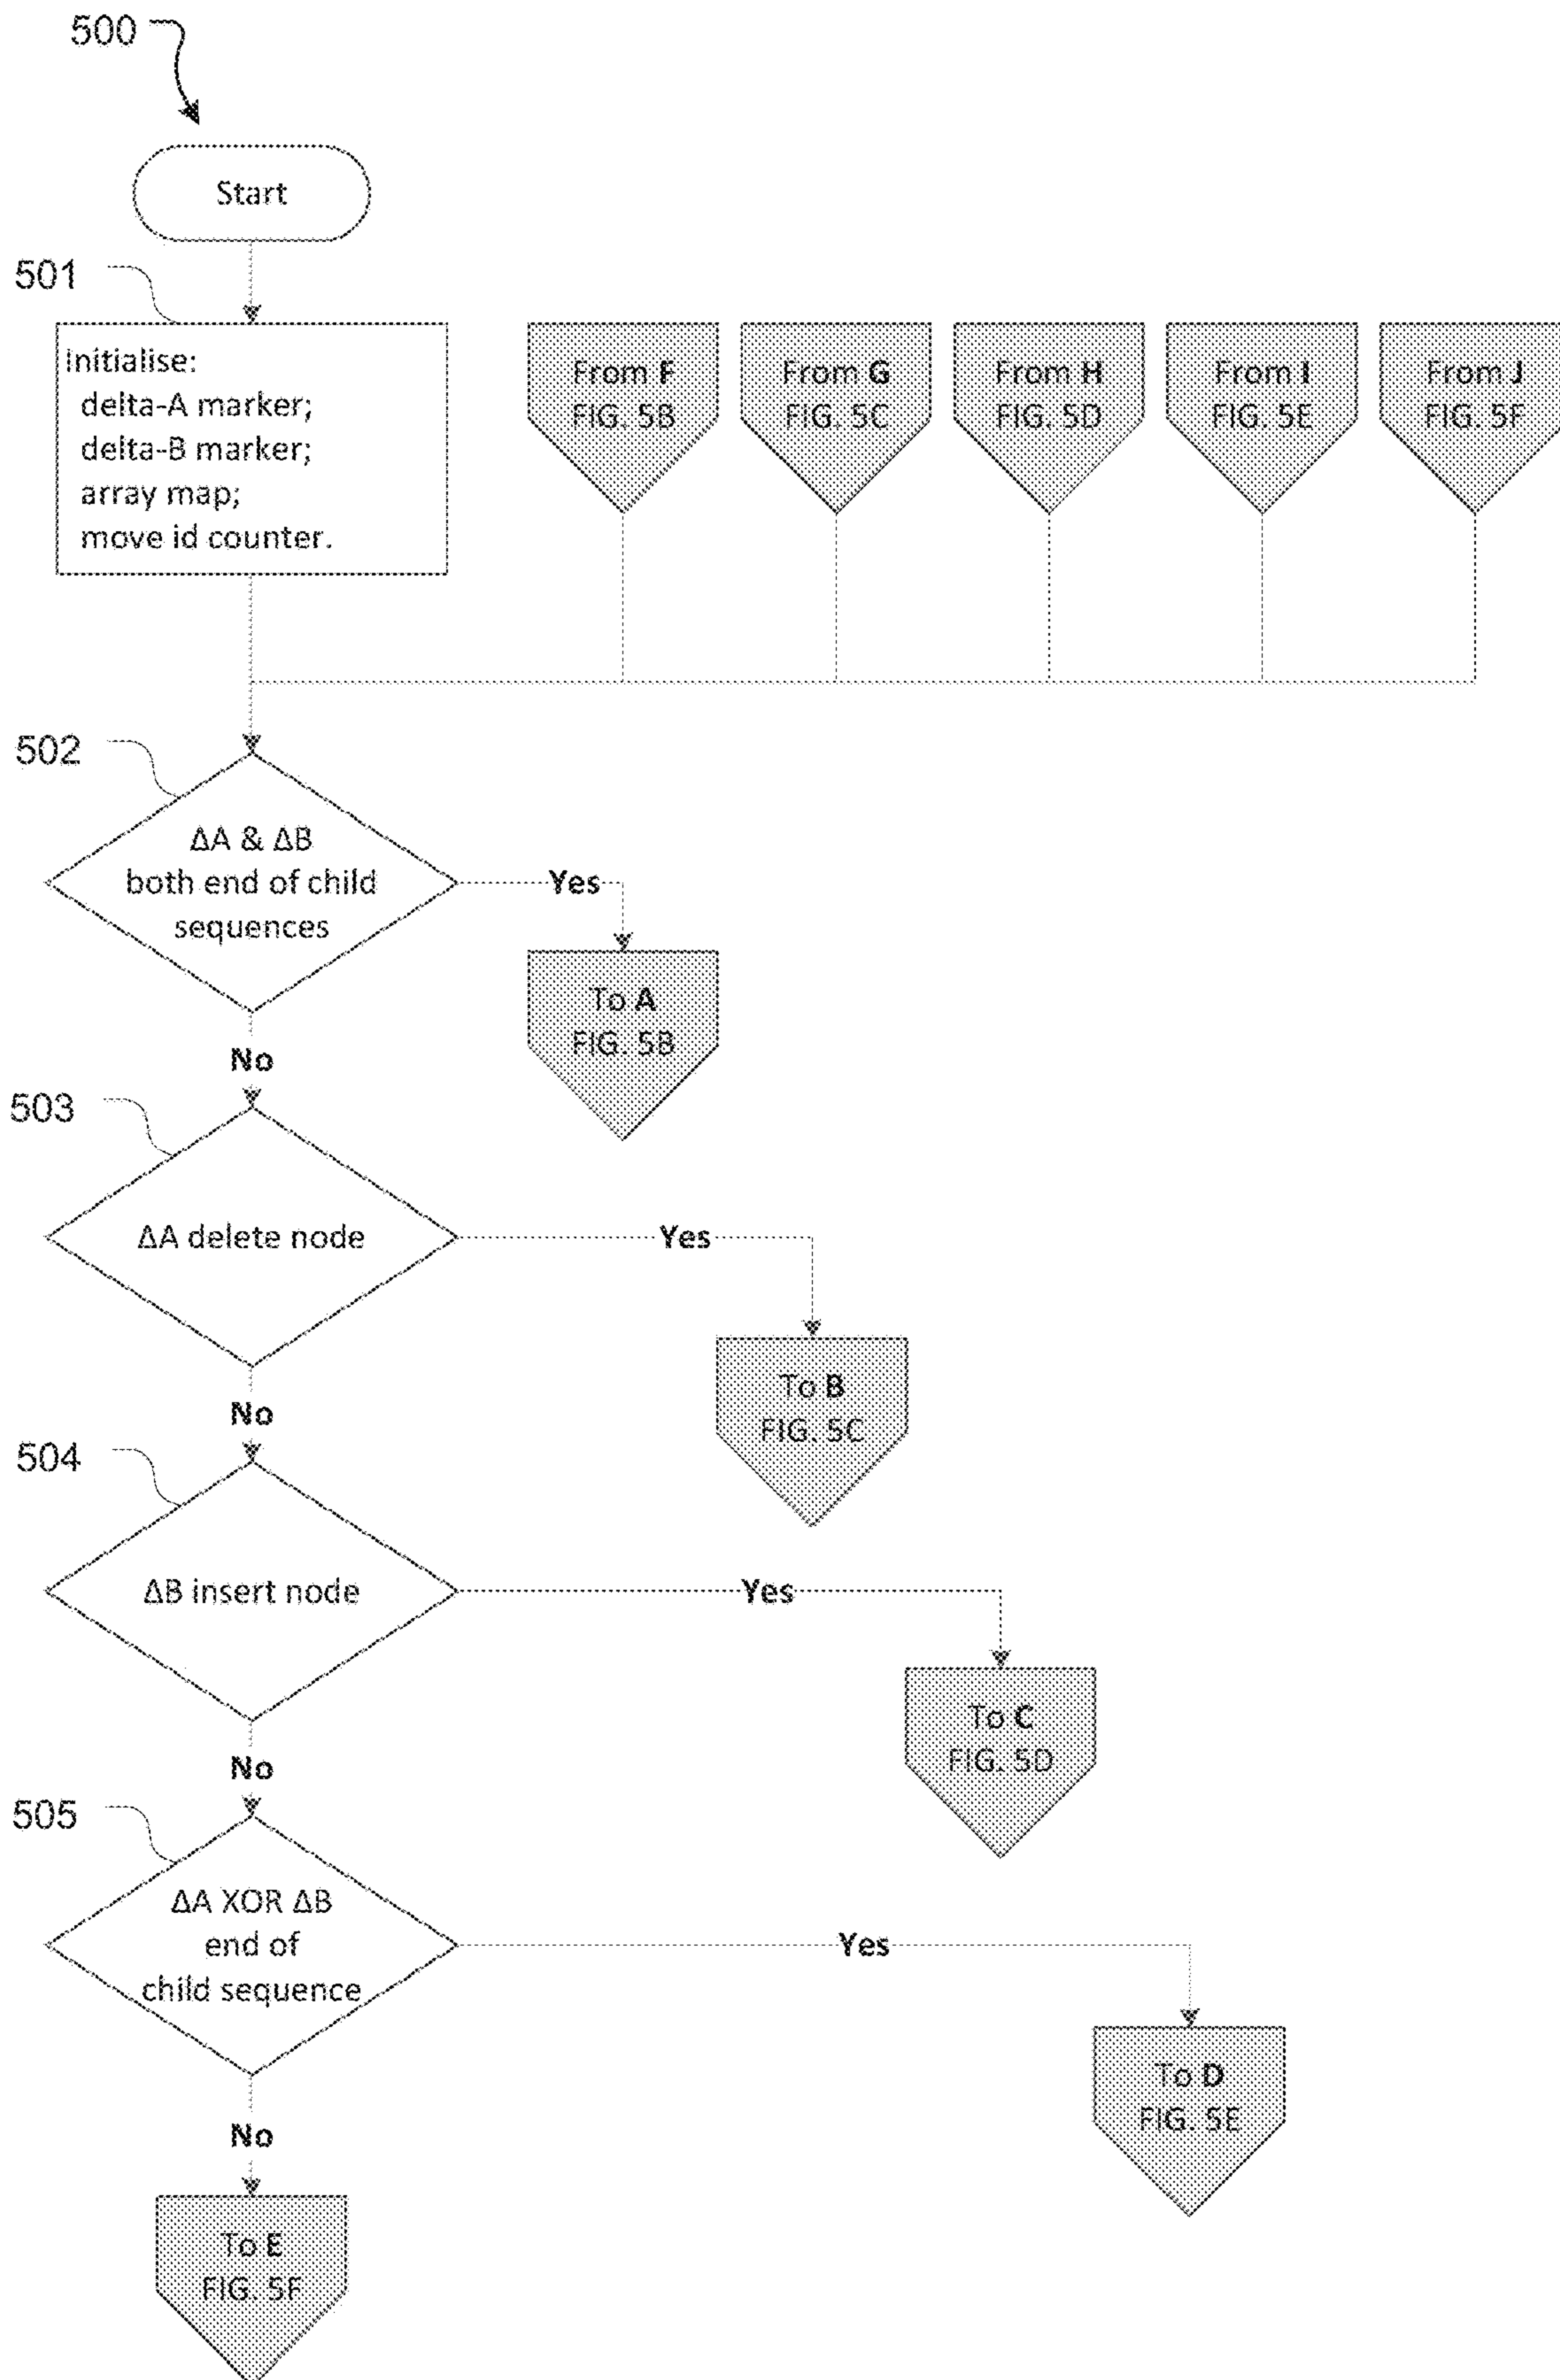 500
Start
501
Initialise:
delta-A marker;
delta-B marker;
array map;
move id counter.
From F
FIG. 5B
From G
FIG. 5C
From H
FIG. 5D
From I
FIG. 5E
From J
FIG. 5F
502
ΔA & ΔB
both end of child
sequences
Yes
To A
FIG. 5B
No
503
ΔA delete node
Yes
To B
FIG. 5C
No
504
ΔB insert node
Yes
To C
FIG. 5D
No
505
ΔA XOR ΔB
end of
child sequence
Yes
To D
FIG. 5E
No
To E
FIG. 5F